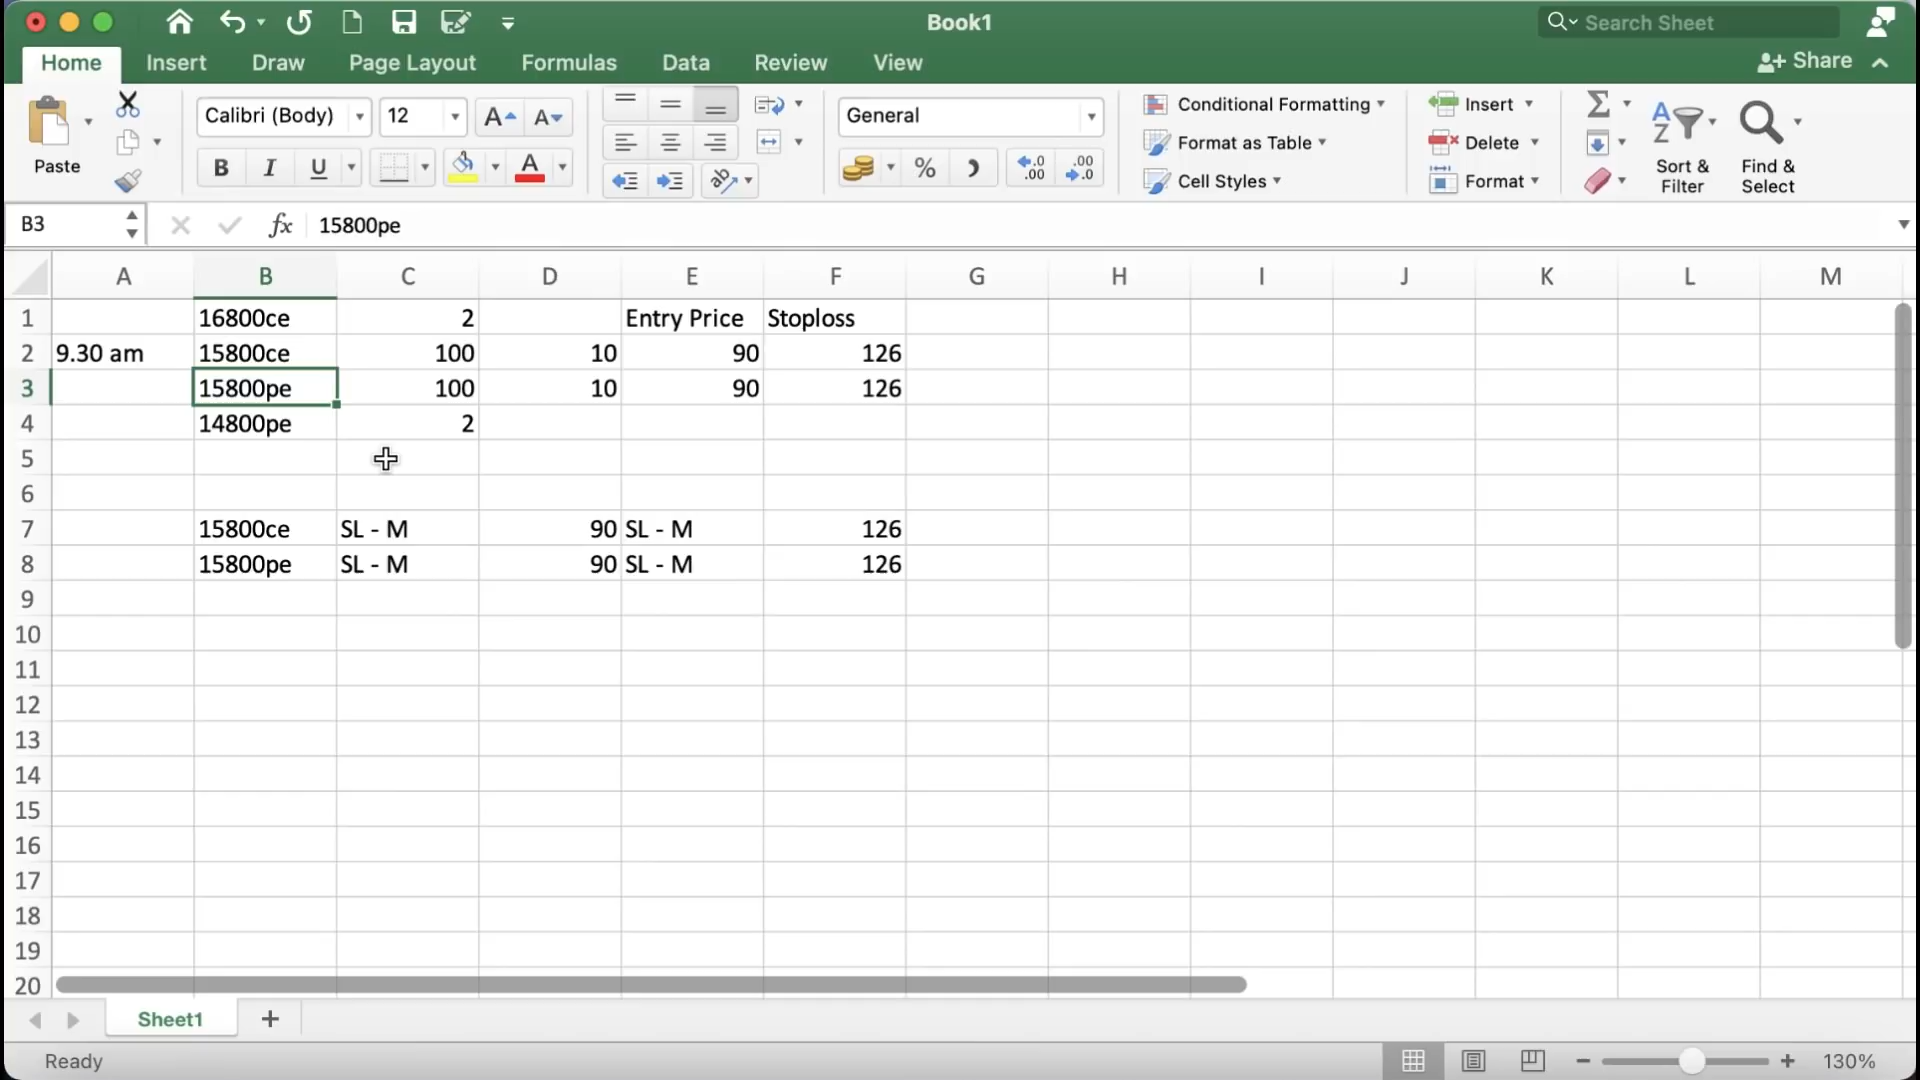 Book1
Search Sheet
Home Insert Draw Page Layout Formulas Data Review View
Share
Paste
Calibri (Body) 12
B I U
General
Conditional Formatting
Format as Table
Cell Styles
Insert
Delete
Format
Sort & Filter
Find & Select
B3 fx 15800pe
A B C D E F G H I J K L M
1 16800ce 2 Entry Price Stoploss
2 9.30 am 15800ce 100 10 90 126
3 15800pe 100 10 90 126
4 14800pe 2
5
6
7 15800ce SL - M 90 SL - M 126
8 15800pe SL - M 90 SL - M 126
9
10
11
12
13
14
15
16
17
18
19
20
Sheet1
Ready
130%